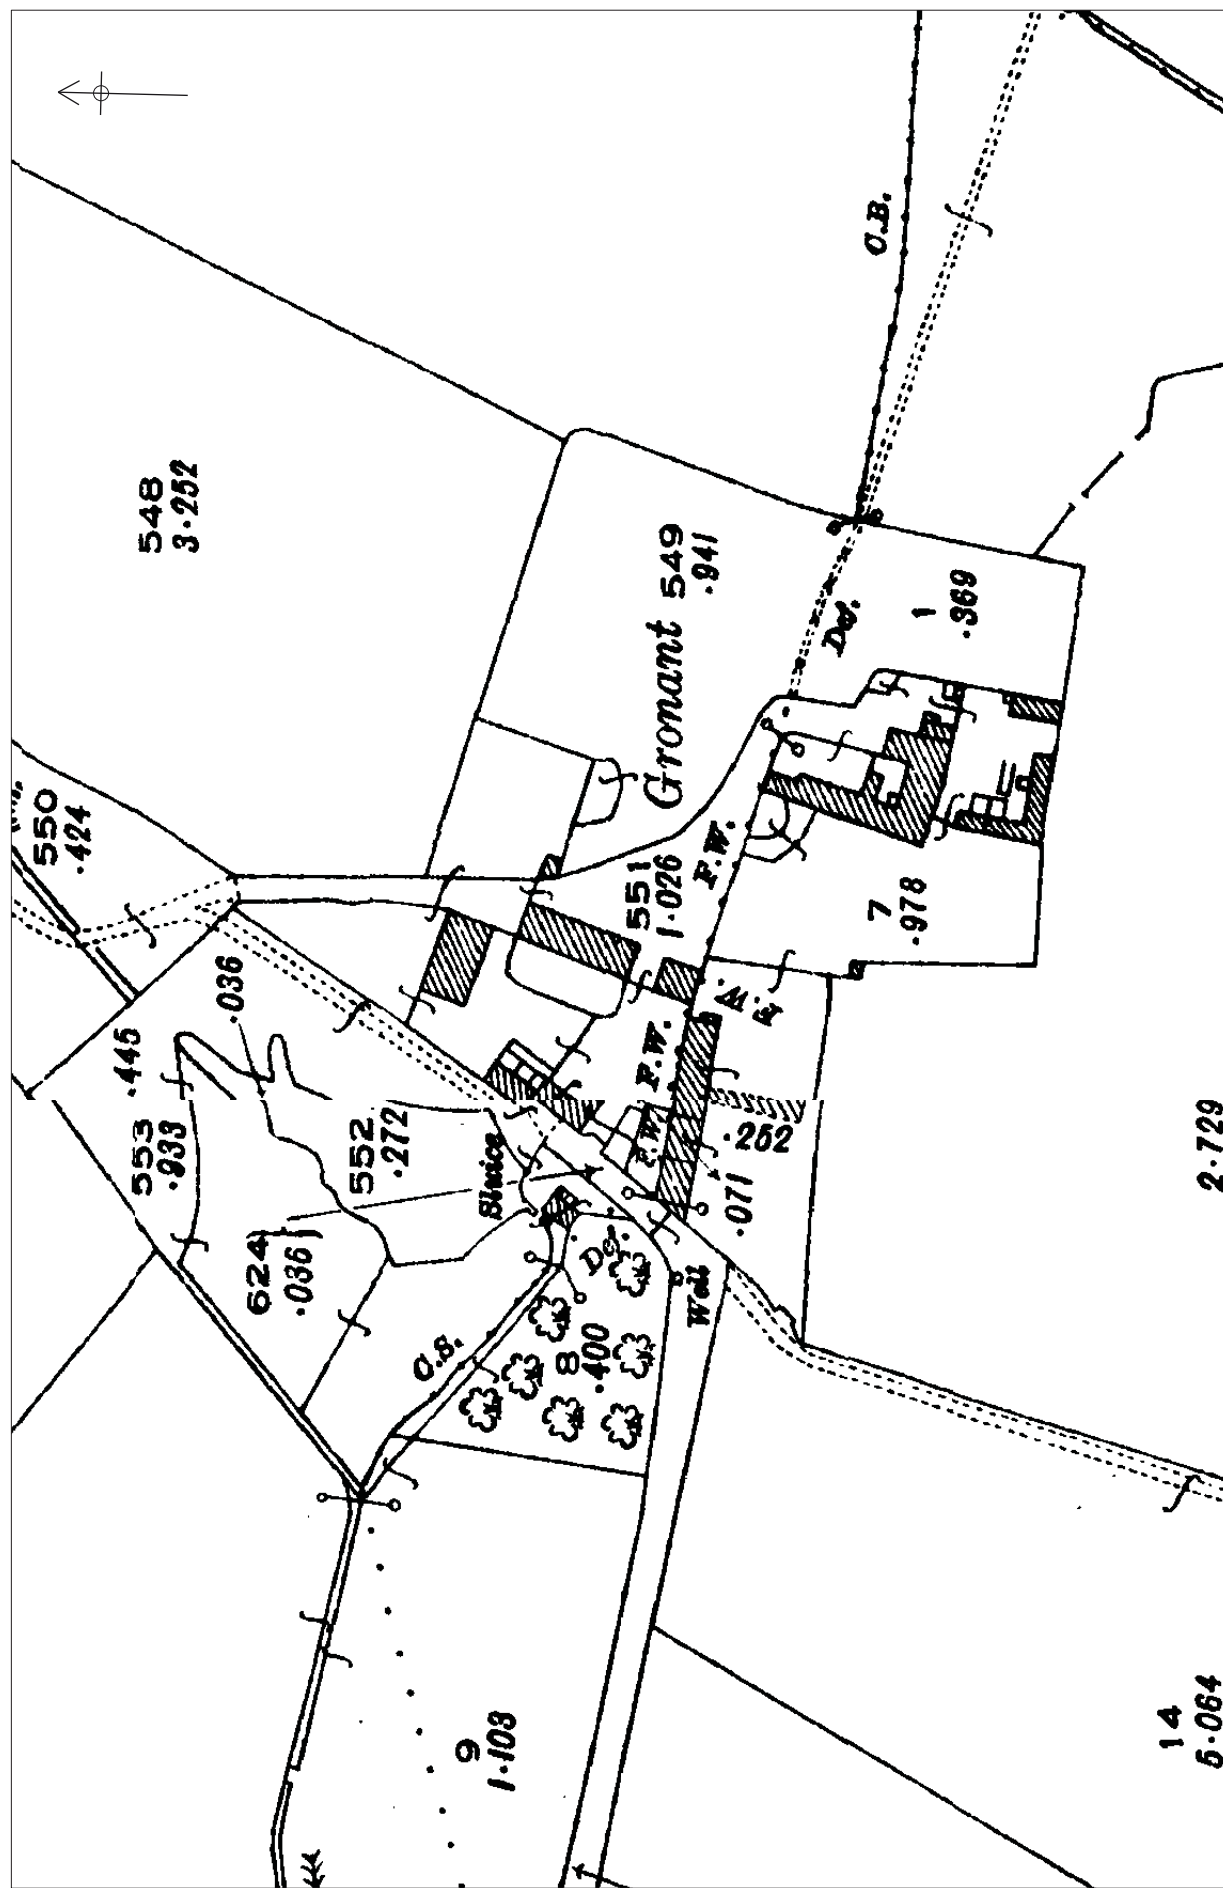 548
3·252
Gronant
549
·941
C.B.
Def.
1
·369
550
·424
551
1·026
F.W.
7
·978
·036
·445
553
·933
552
·272
Sluice
F.W.
F.W.
R.W.
·252
·071
2·729
624
·036
C.S.
Def.
8
·400
Well
9
1·103
14
5·064